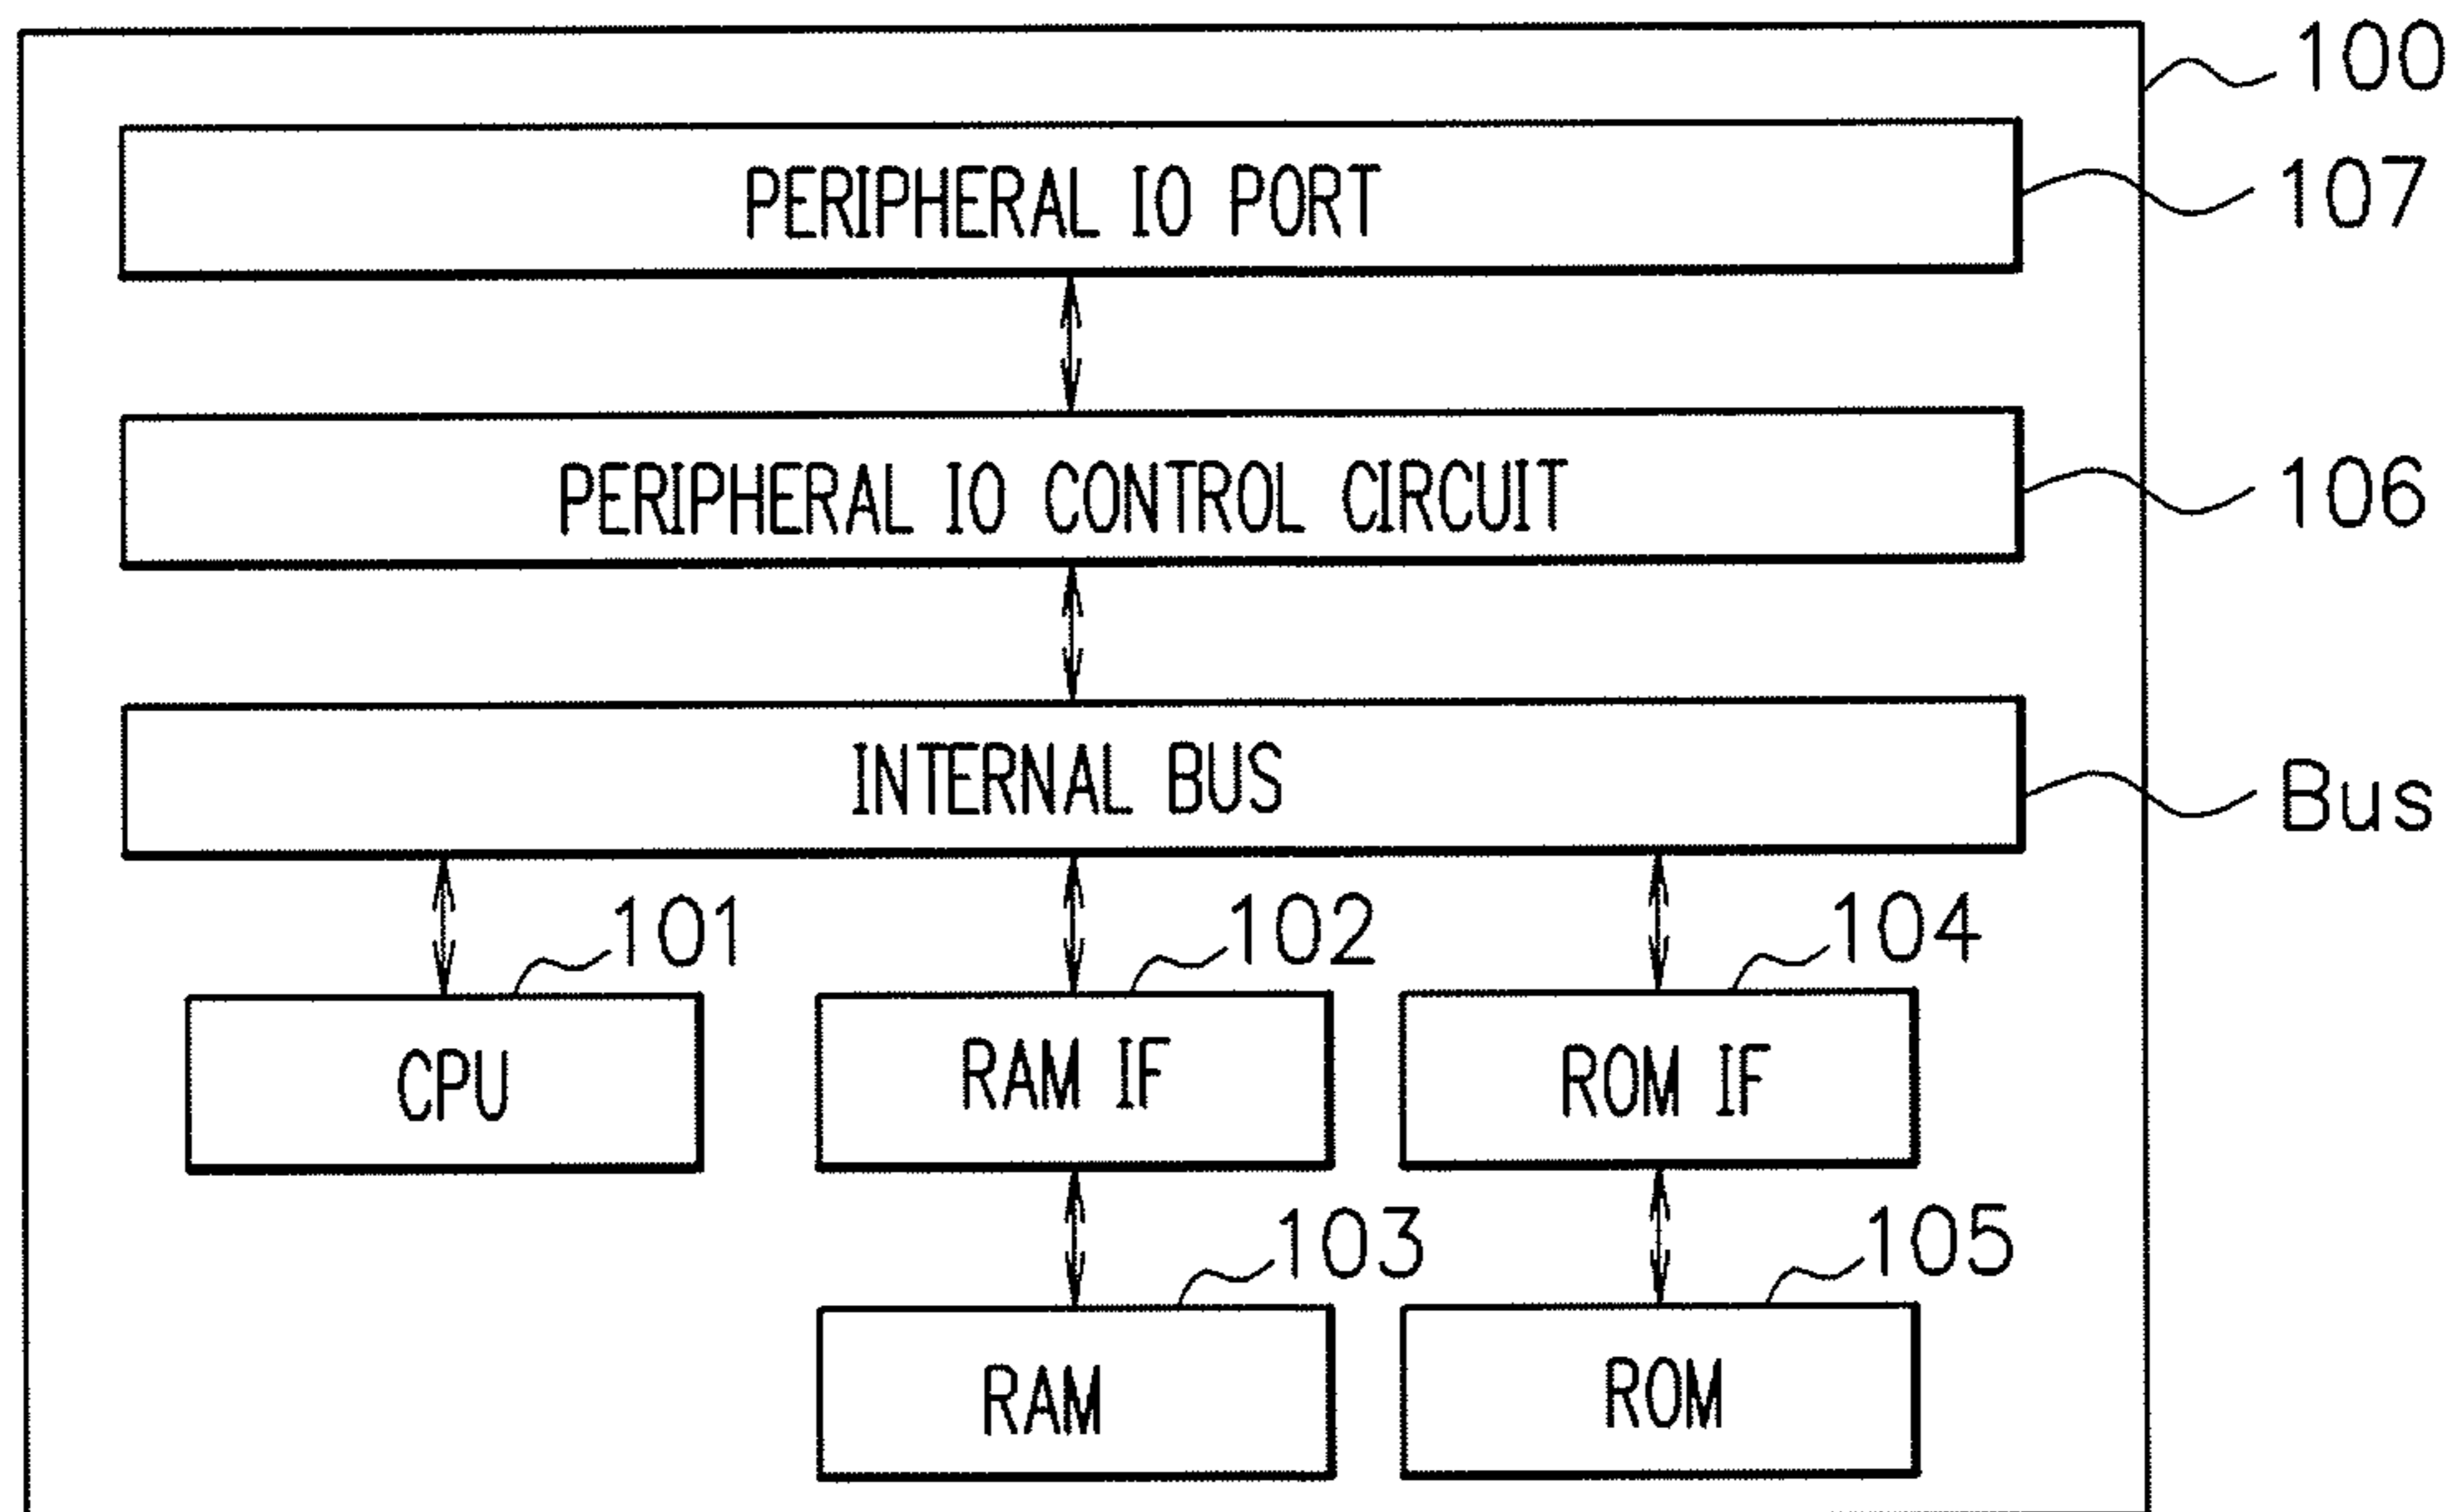 100
PERIPHERAL IO PORT
107
PERIPHERAL IO CONTROL CIRCUIT
106
INTERNAL BUS
Bus
101
102
104
CPU
RAM IF
ROM IF
103
105
RAM
ROM